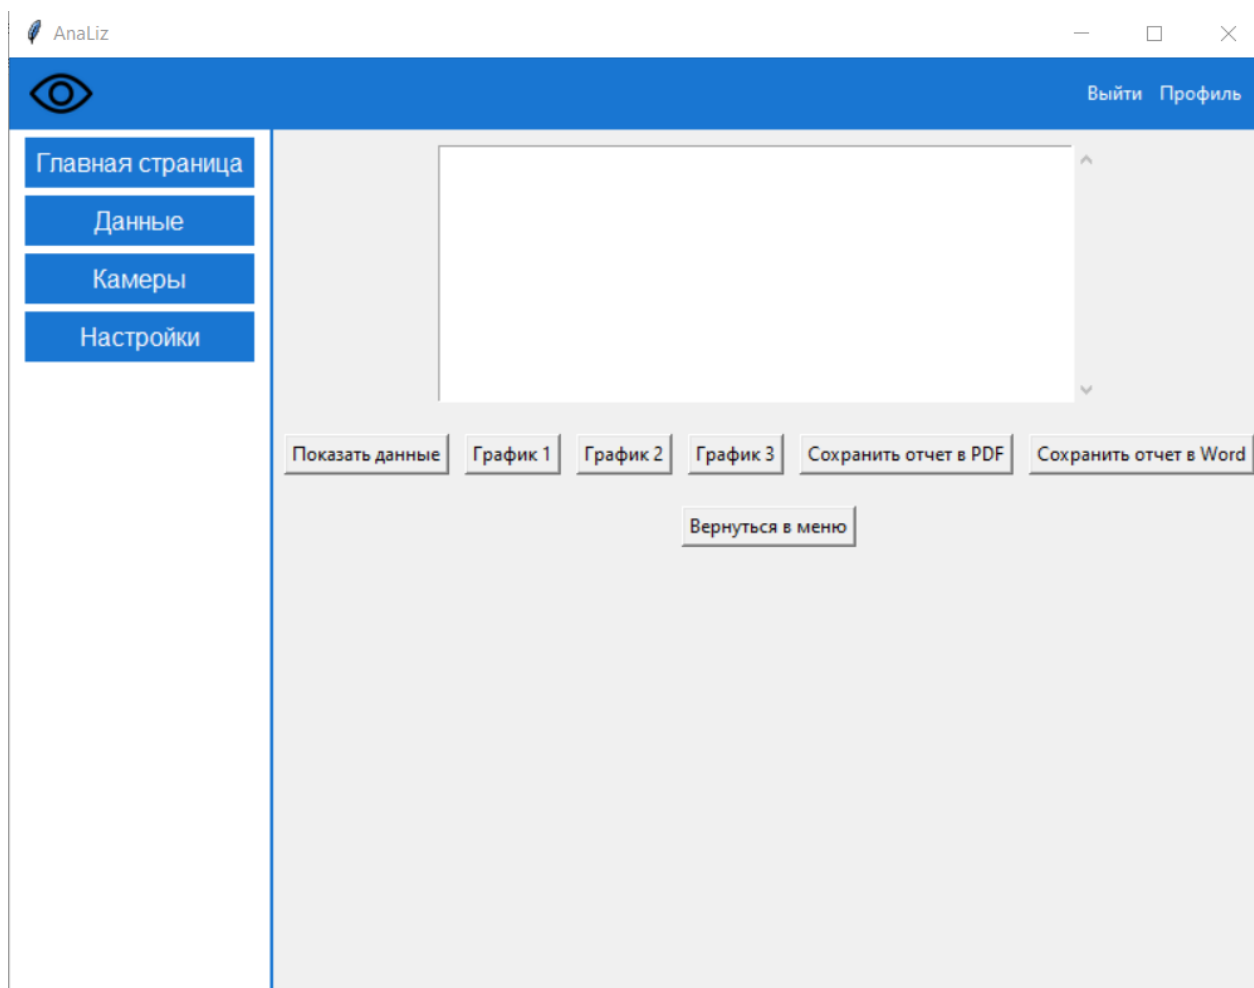 AnaLiz
Выйти Профиль
Главная страница
Данные
Камеры
Настройки
Показать данные График 1 График 2 График 3 Сохранить отчет в PDF Сохранить отчет в Word
Вернуться в меню